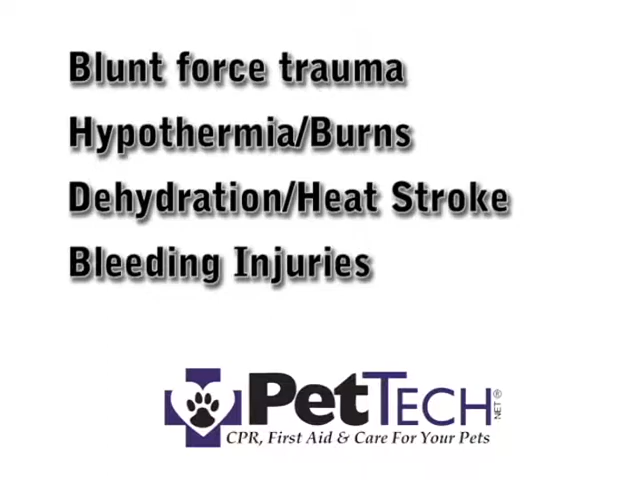 Blunt force trauma
Hypothermia/Burns
Dehydration/Heat Stroke
Bleeding Injuries
PetTECH.NET®
CPR, First Aid & Care For Your Pets